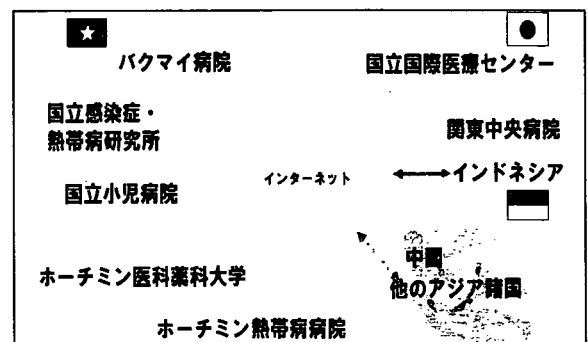 バクマイ病院
国立国際医療センター
国立感染症・
熱帯病研究所
関東中央病院
インターネット
インドネシア
国立小児病院
中国
他のアジア諸国
ホーチミン医科薬科大学
ホーチミン熱帯病病院